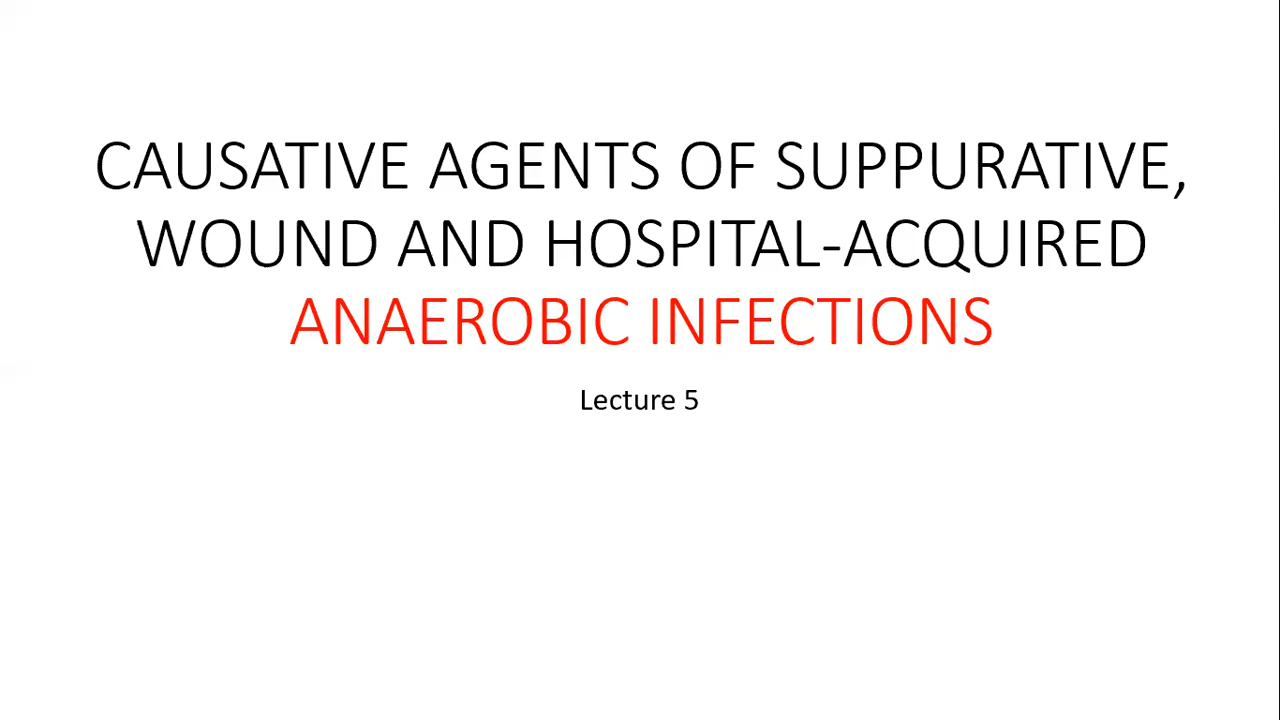 CAUSATIVE AGENTS OF SUPPURATIVE,
WOUND AND HOSPITAL-ACQUIRED
ANAEROBIC INFECTIONS
Lecture 5